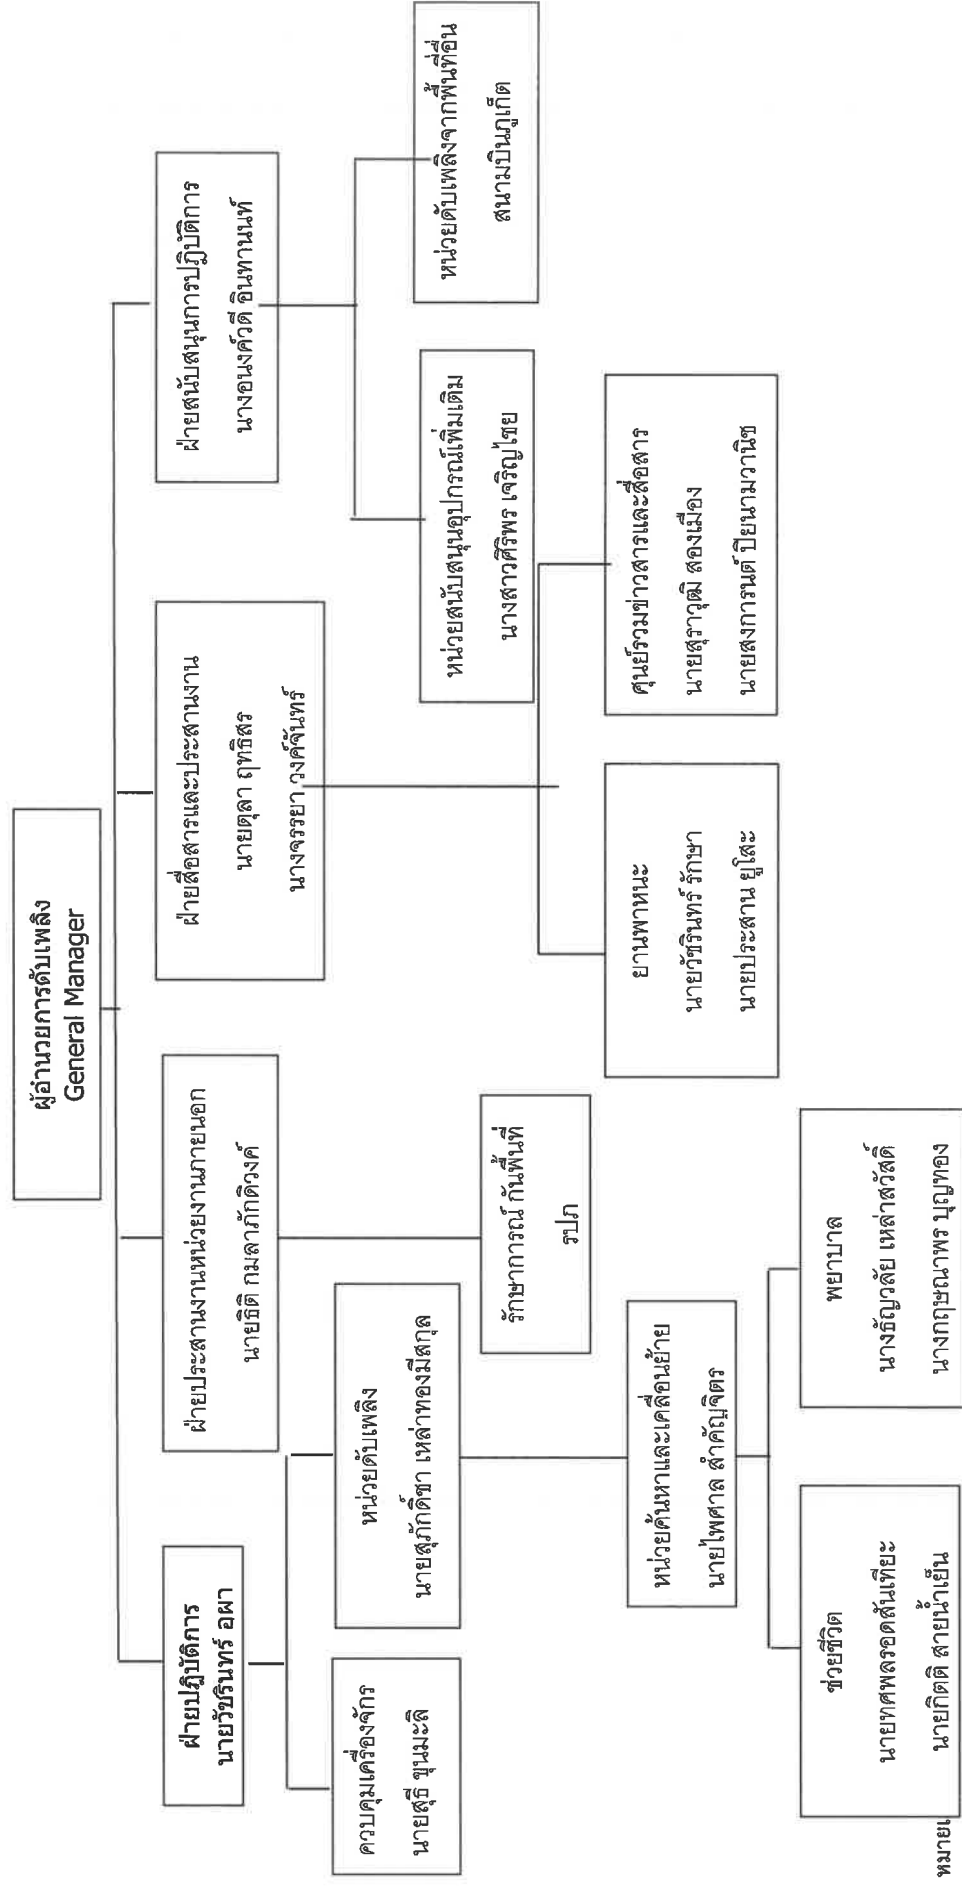 ผู้อำนวยการดับเพลิง
General Manager
ฝ่ายปฏิบัติการ
นายวัชรินทร์ อผา
ฝ่ายประสานงานหน่วยงานภายนอก
นายธิติ กมลาภักดิวงค์
ฝ่ายสื่อสารและประสานงาน
นายตุลา ฤทธิสร
นางจรรยา วงค์จันทร์
ฝ่ายสนับสนุนการปฏิบัติการ
นางอนงค์วดี อินทานนท์
ควบคุมเครื่องจักร
นายสุธี ขุนมะลิ
หน่วยดับเพลิง
นายสุภักดิ์ชา เหล่าทองมีสกุล
รักษาการณ์ กันพื้นที่
รปภ
หน่วยสนับสนุนอุปกรณ์เพิ่มเติม
นางสาวศิริพร เจริญไชย
หน่วยดับเพลิงจากพื้นที่อื่น
สนามบินภูเก็ต
หน่วยค้นหาและเคลื่อนย้าย
นายไพศาล สำคัญจิตร
ยานพาหนะ
นายวัชรินทร์ รักษา
นายประสาน ยูโสะ
ศูนย์รวมข่าวสารและสื่อสาร
นายสุราวุฒิ สองเมือง
นายสงการนต์ ปิยนามวานิช
ช่วยชีวิต
นายทศพลรอดสันเทียะ
นายกิตติ สายน้ำเย็น
พยาบาล
นางธัญวลัย เหล่าสวัสดิ์
นางกฤษณาพร บุญทอง